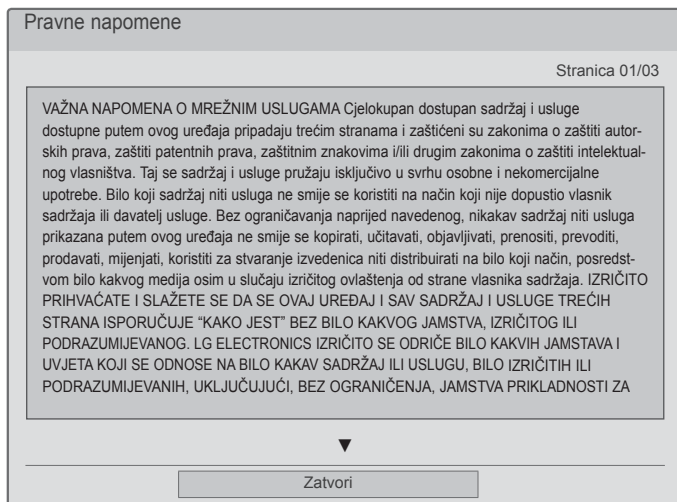 Pravne napomene
Stranica 01/03
VAŽNA NAPOMENA O MREŽNIM USLUGAMA Cjelokupan dostupan sadržaj i usluge
dostupne putem ovog uređaja pripadaju trećim stranama i zaštićeni su zakonima o zaštiti autor-
skih prava, zaštiti patentnih prava, zaštitnim znakovima i/ili drugim zakonima o zaštiti intelektual-
nog vlasništva. Taj se sadržaj i usluge pružaju isključivo u svrhu osobne i nekomercijalne
upotrebe. Bilo koji sadržaj niti usluga ne smije se koristiti na način koji nije dopustio vlasnik
sadržaja ili davatelj usluge. Bez ograničavanja naprijed navedenog, nikakav sadržaj niti usluga
prikazana putem ovog uređaja ne smije se kopirati, učitavati, objavljivati, prenositi, prevoditi,
prodavati, mijenjati, koristiti za stvaranje izvedenica niti distribuirati na bilo koji način, posredst-
vom bilo kakvog medija osim u slučaju izričitog ovlaštenja od strane vlasnika sadržaja. IZRIČITO
PRIHVAĆATE I SLAŽETE SE DA SE OVAJ UREĐAJ I SAV SADRŽAJ I USLUGE TREĆIH
STRANA ISPORUČUJE “KAKO JEST” BEZ BILO KAKVOG JAMSTVA, IZRIČITOG ILI
PODRAZUMIJEVANOG. LG ELECTRONICS IZRIČITO SE ODRIČE BILO KAKVIH JAMSTAVA I
UVJETA KOJI SE ODNOSE NA BILO KAKAV SADRŽAJ ILI USLUGU, BILO IZRIČITIH ILI
PODRAZUMIJEVANIH, UKLJUČUJUĆI, BEZ OGRANIČENJA, JAMSTVA PRIKLADNOSTI ZA
▼
Zatvori